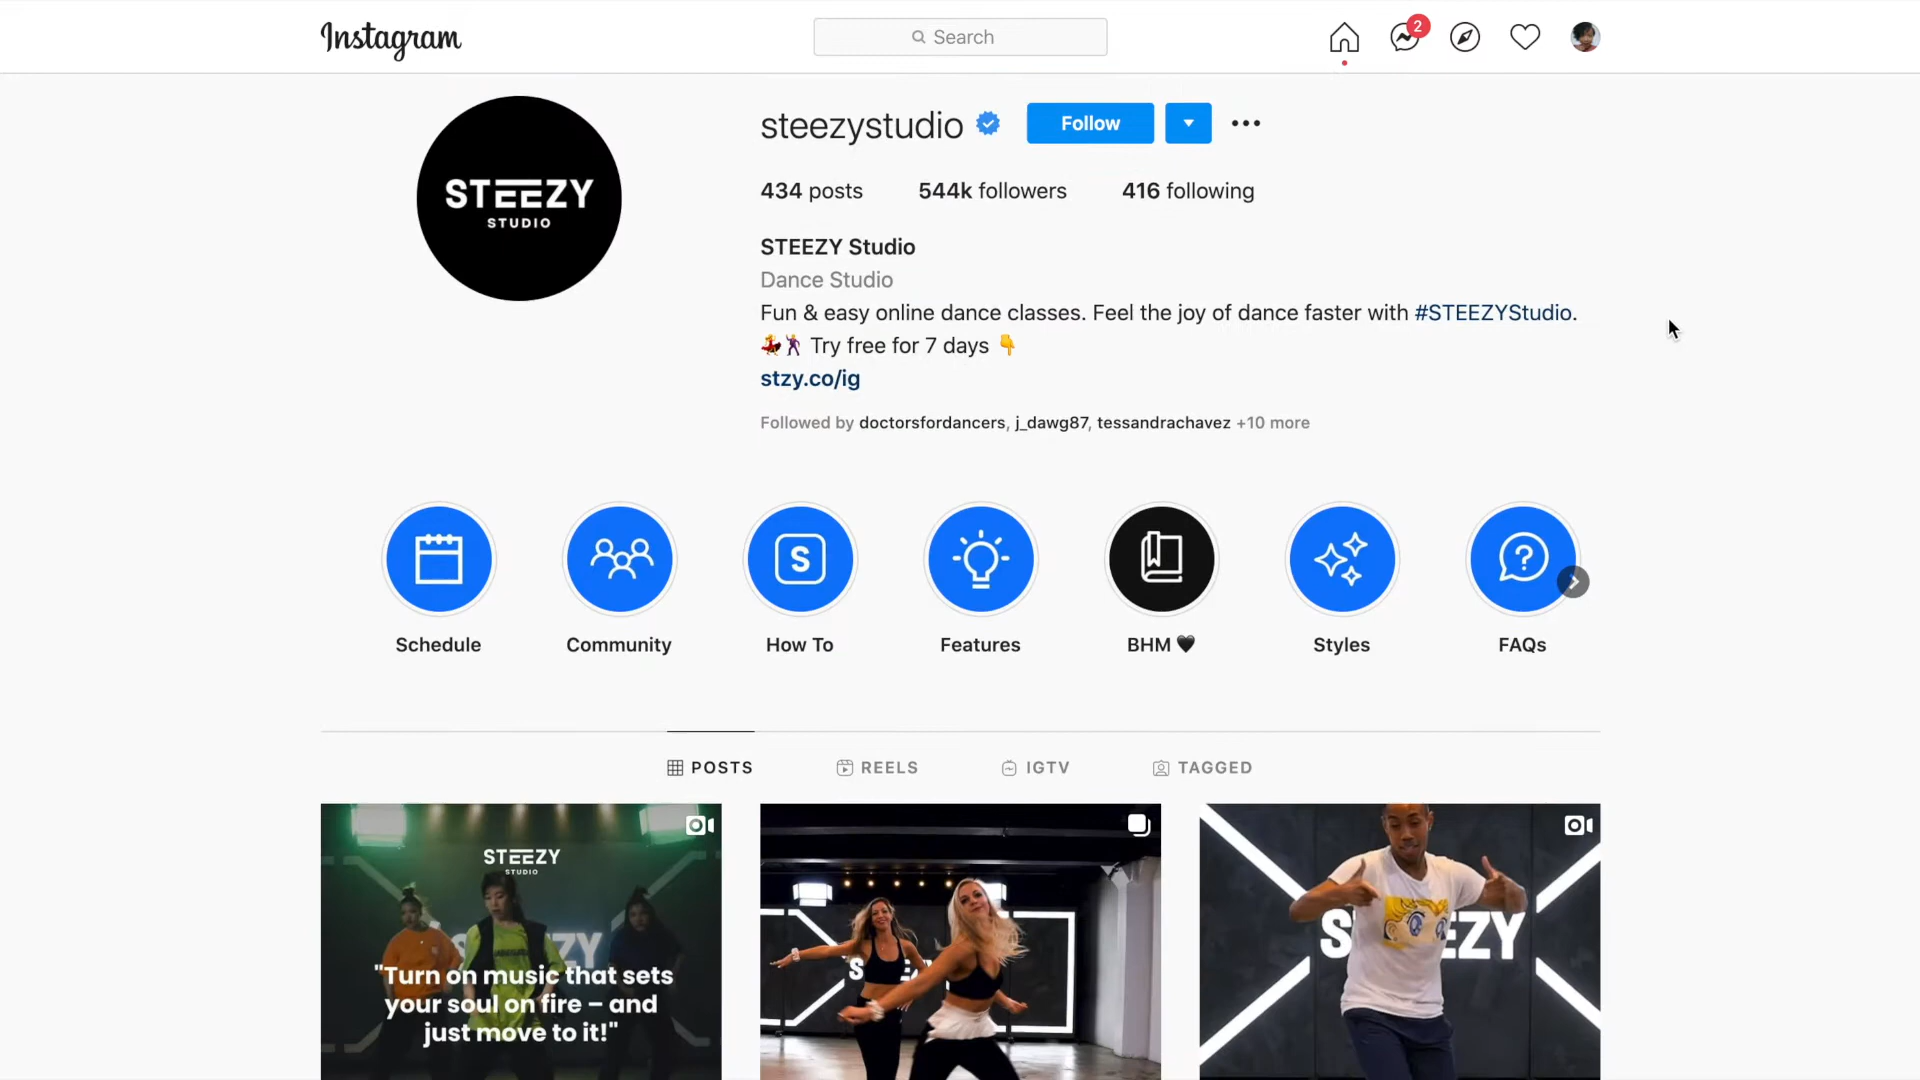 Instagram
Search
2
STEEZY
STUDIO
steezystudio
Follow
434 posts 544k followers 416 following
STEEZY Studio
Dance Studio
Fun & easy online dance classes. Feel the joy of dance faster with #STEEZYStudio.
💃🕺 Try free for 7 days 👇
stzy.co/ig
Followed by doctorsfordancers, j_dawg87, tessandrachavez +10 more
S
?
Schedule Community How To Features BHM 🖤 Styles FAQs
POSTS REELS IGTV TAGGED
STEEZY
STUDIO
"Turn on music that sets
your soul on fire – and
just move to it!"